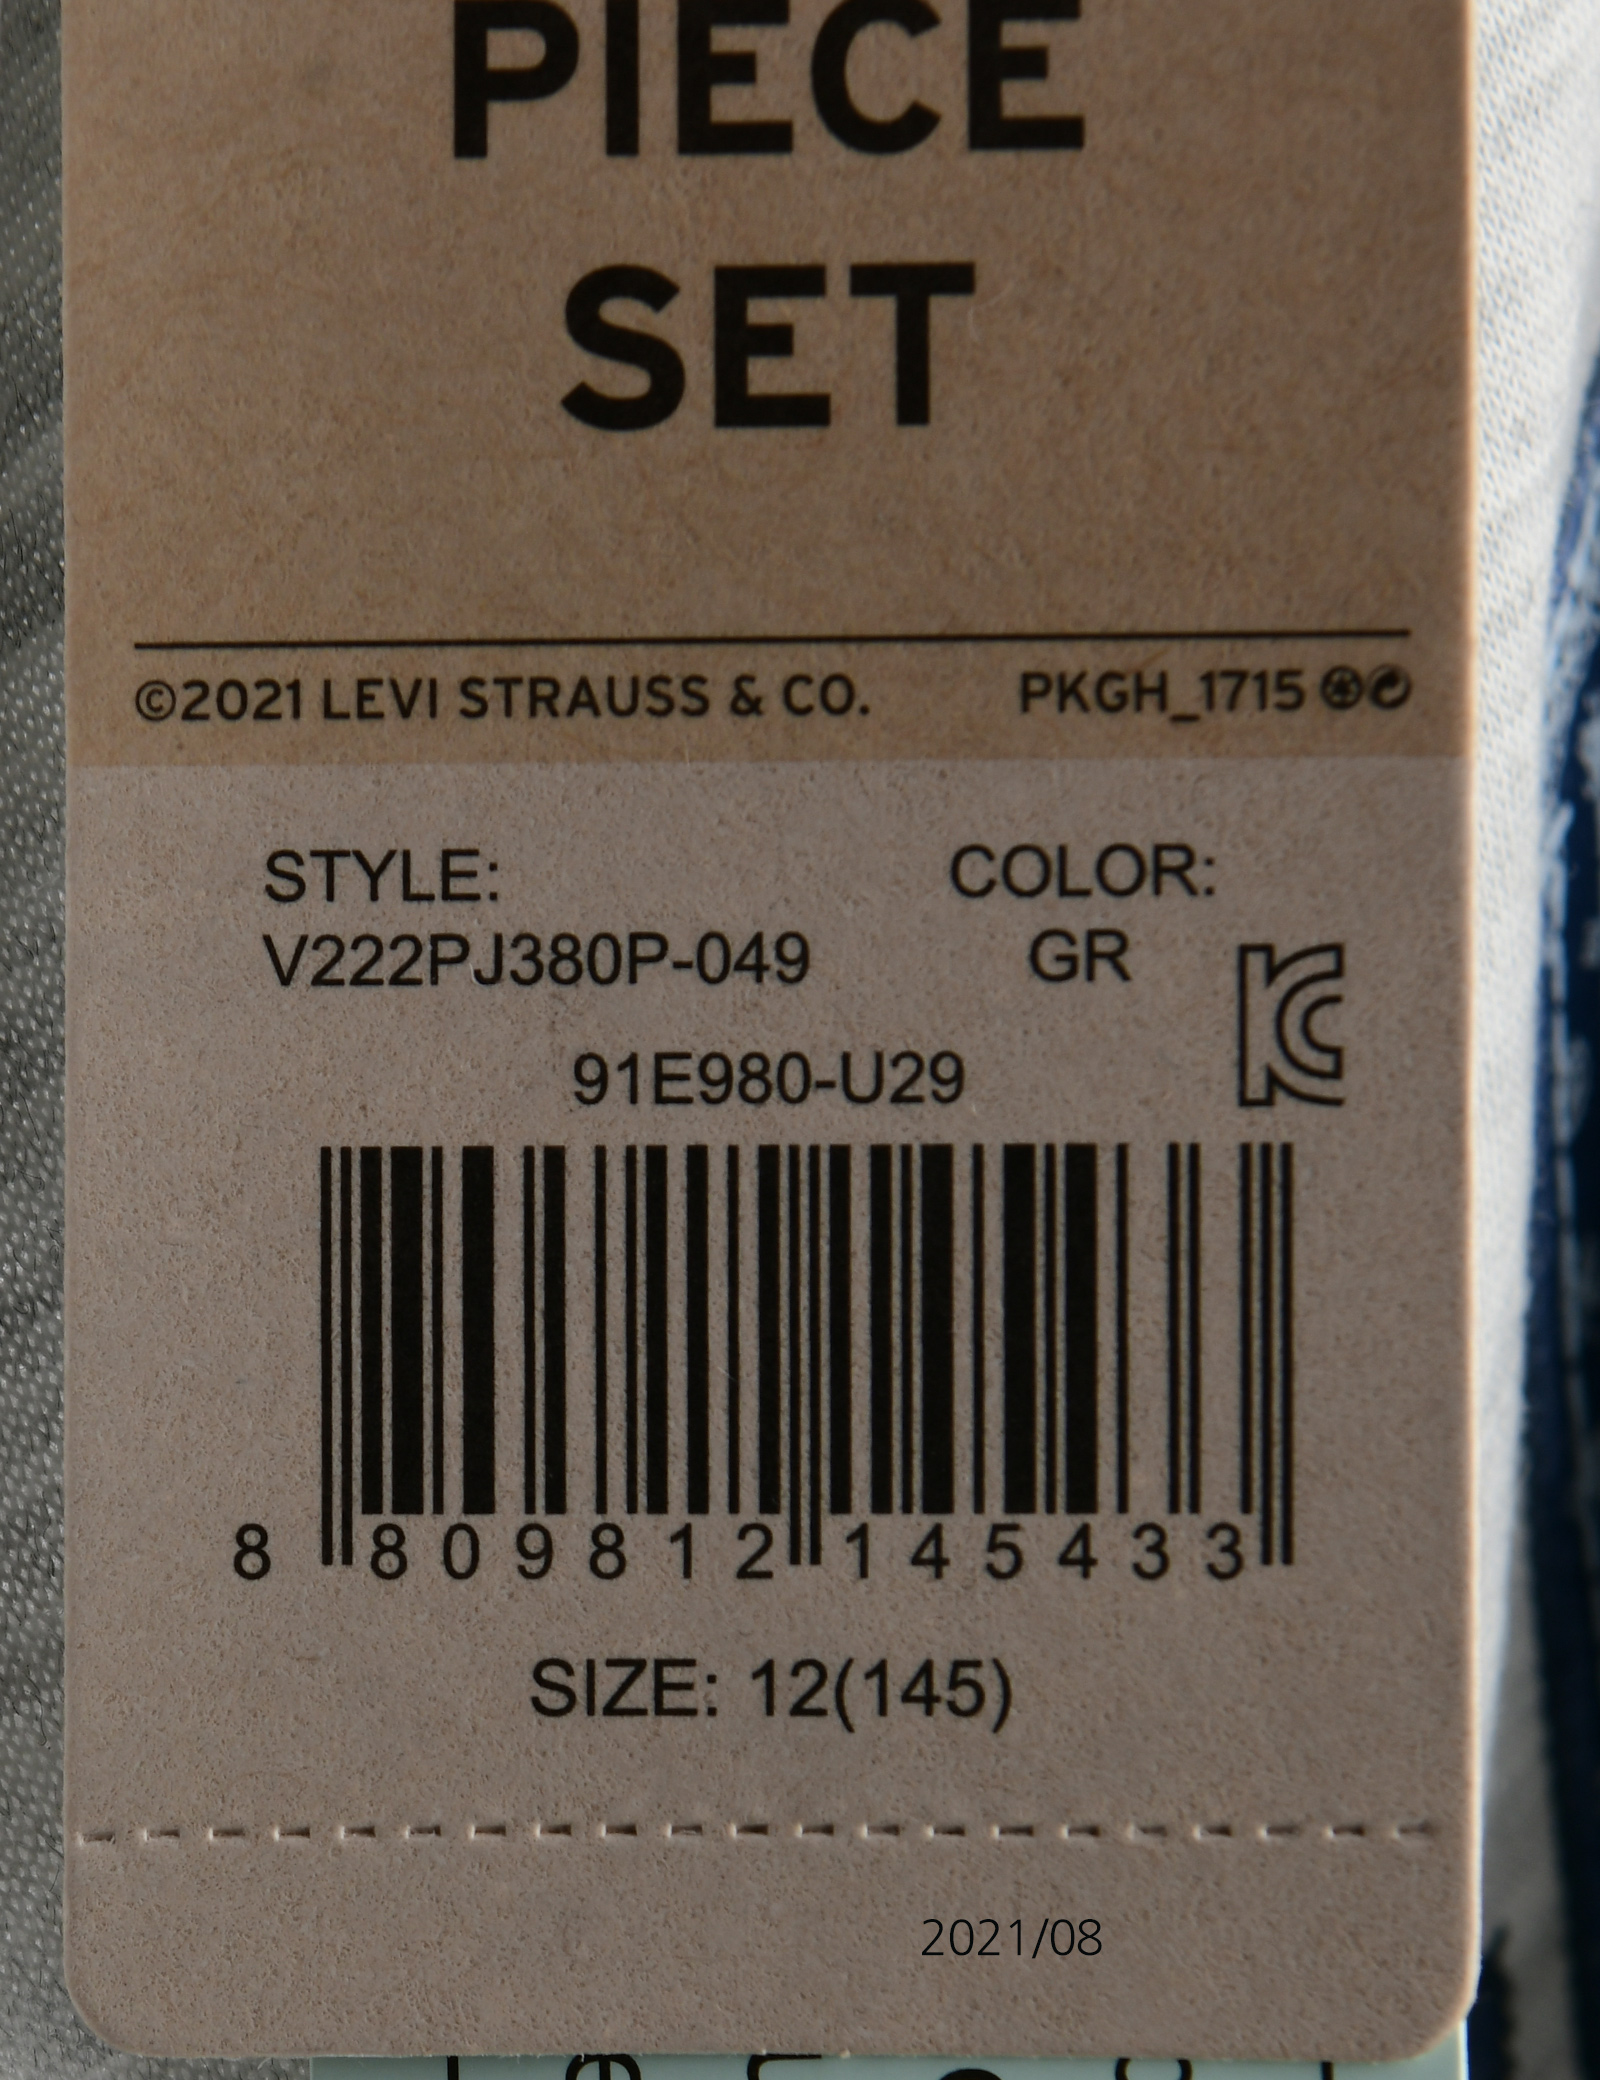 PIECE
SET
©2021 LEVI STRAUSS & CO. PKGH_1715
STYLE: COLOR:
V222PJ380P-049 GR
91E980-U29
8 809812 145433
SIZE: 12(145)
2021/08